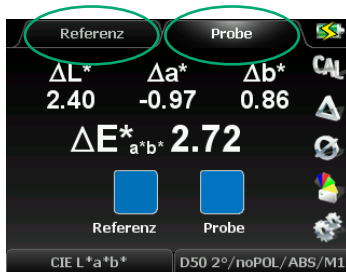 Referenz Probe
ΔL* Δa* Δb*
2.40 -0.97 0.86
ΔE*a*b* 2.72
Referenz Probe
CIE L*a*b* D50 2°/noPOL/ABS/M1
CAL
Δ